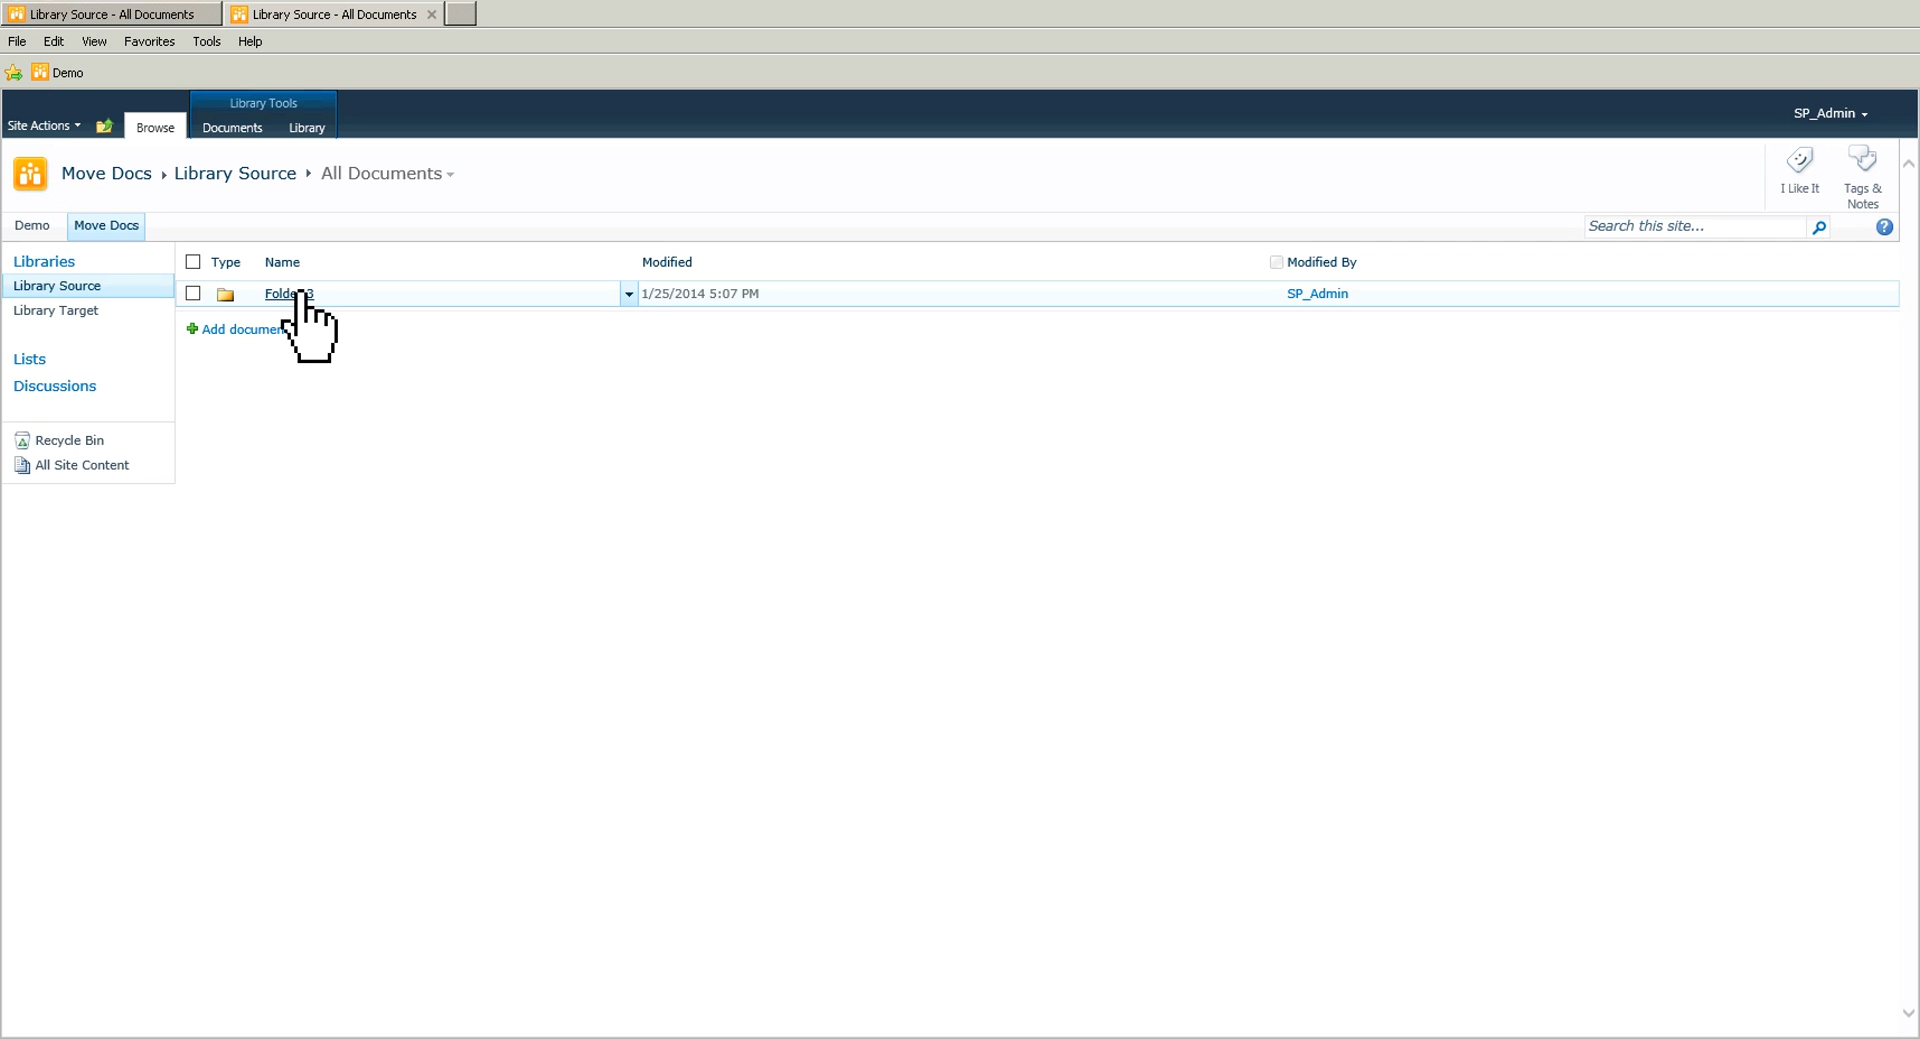 Library Source - All Documents
Library Source - All Documents
File Edit View Favorites Tools Help
Demo
Library Tools
Site Actions Browse Documents Library
SP_Admin
Move Docs Library Source All Documents
I Like It
Tags &
Notes
Demo Move Docs
Search this site...
Libraries
Library Source
Library Target
Lists
Discussions
Recycle Bin
All Site Content
Type Name Modified Modified By
1/25/2014 5:07 PM SP_Admin
Add